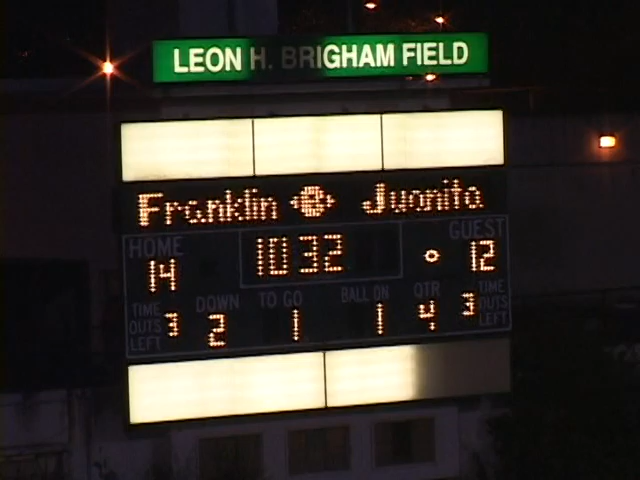 LEON H. BRIGHAM FIELD
Franklin Juanita
HOME 10 32 GUEST
14 12
DOWN TO GO BALL ON QTR
TIME OUTS LEFT 3 2 1 1 4 3 TIME OUTS LEFT